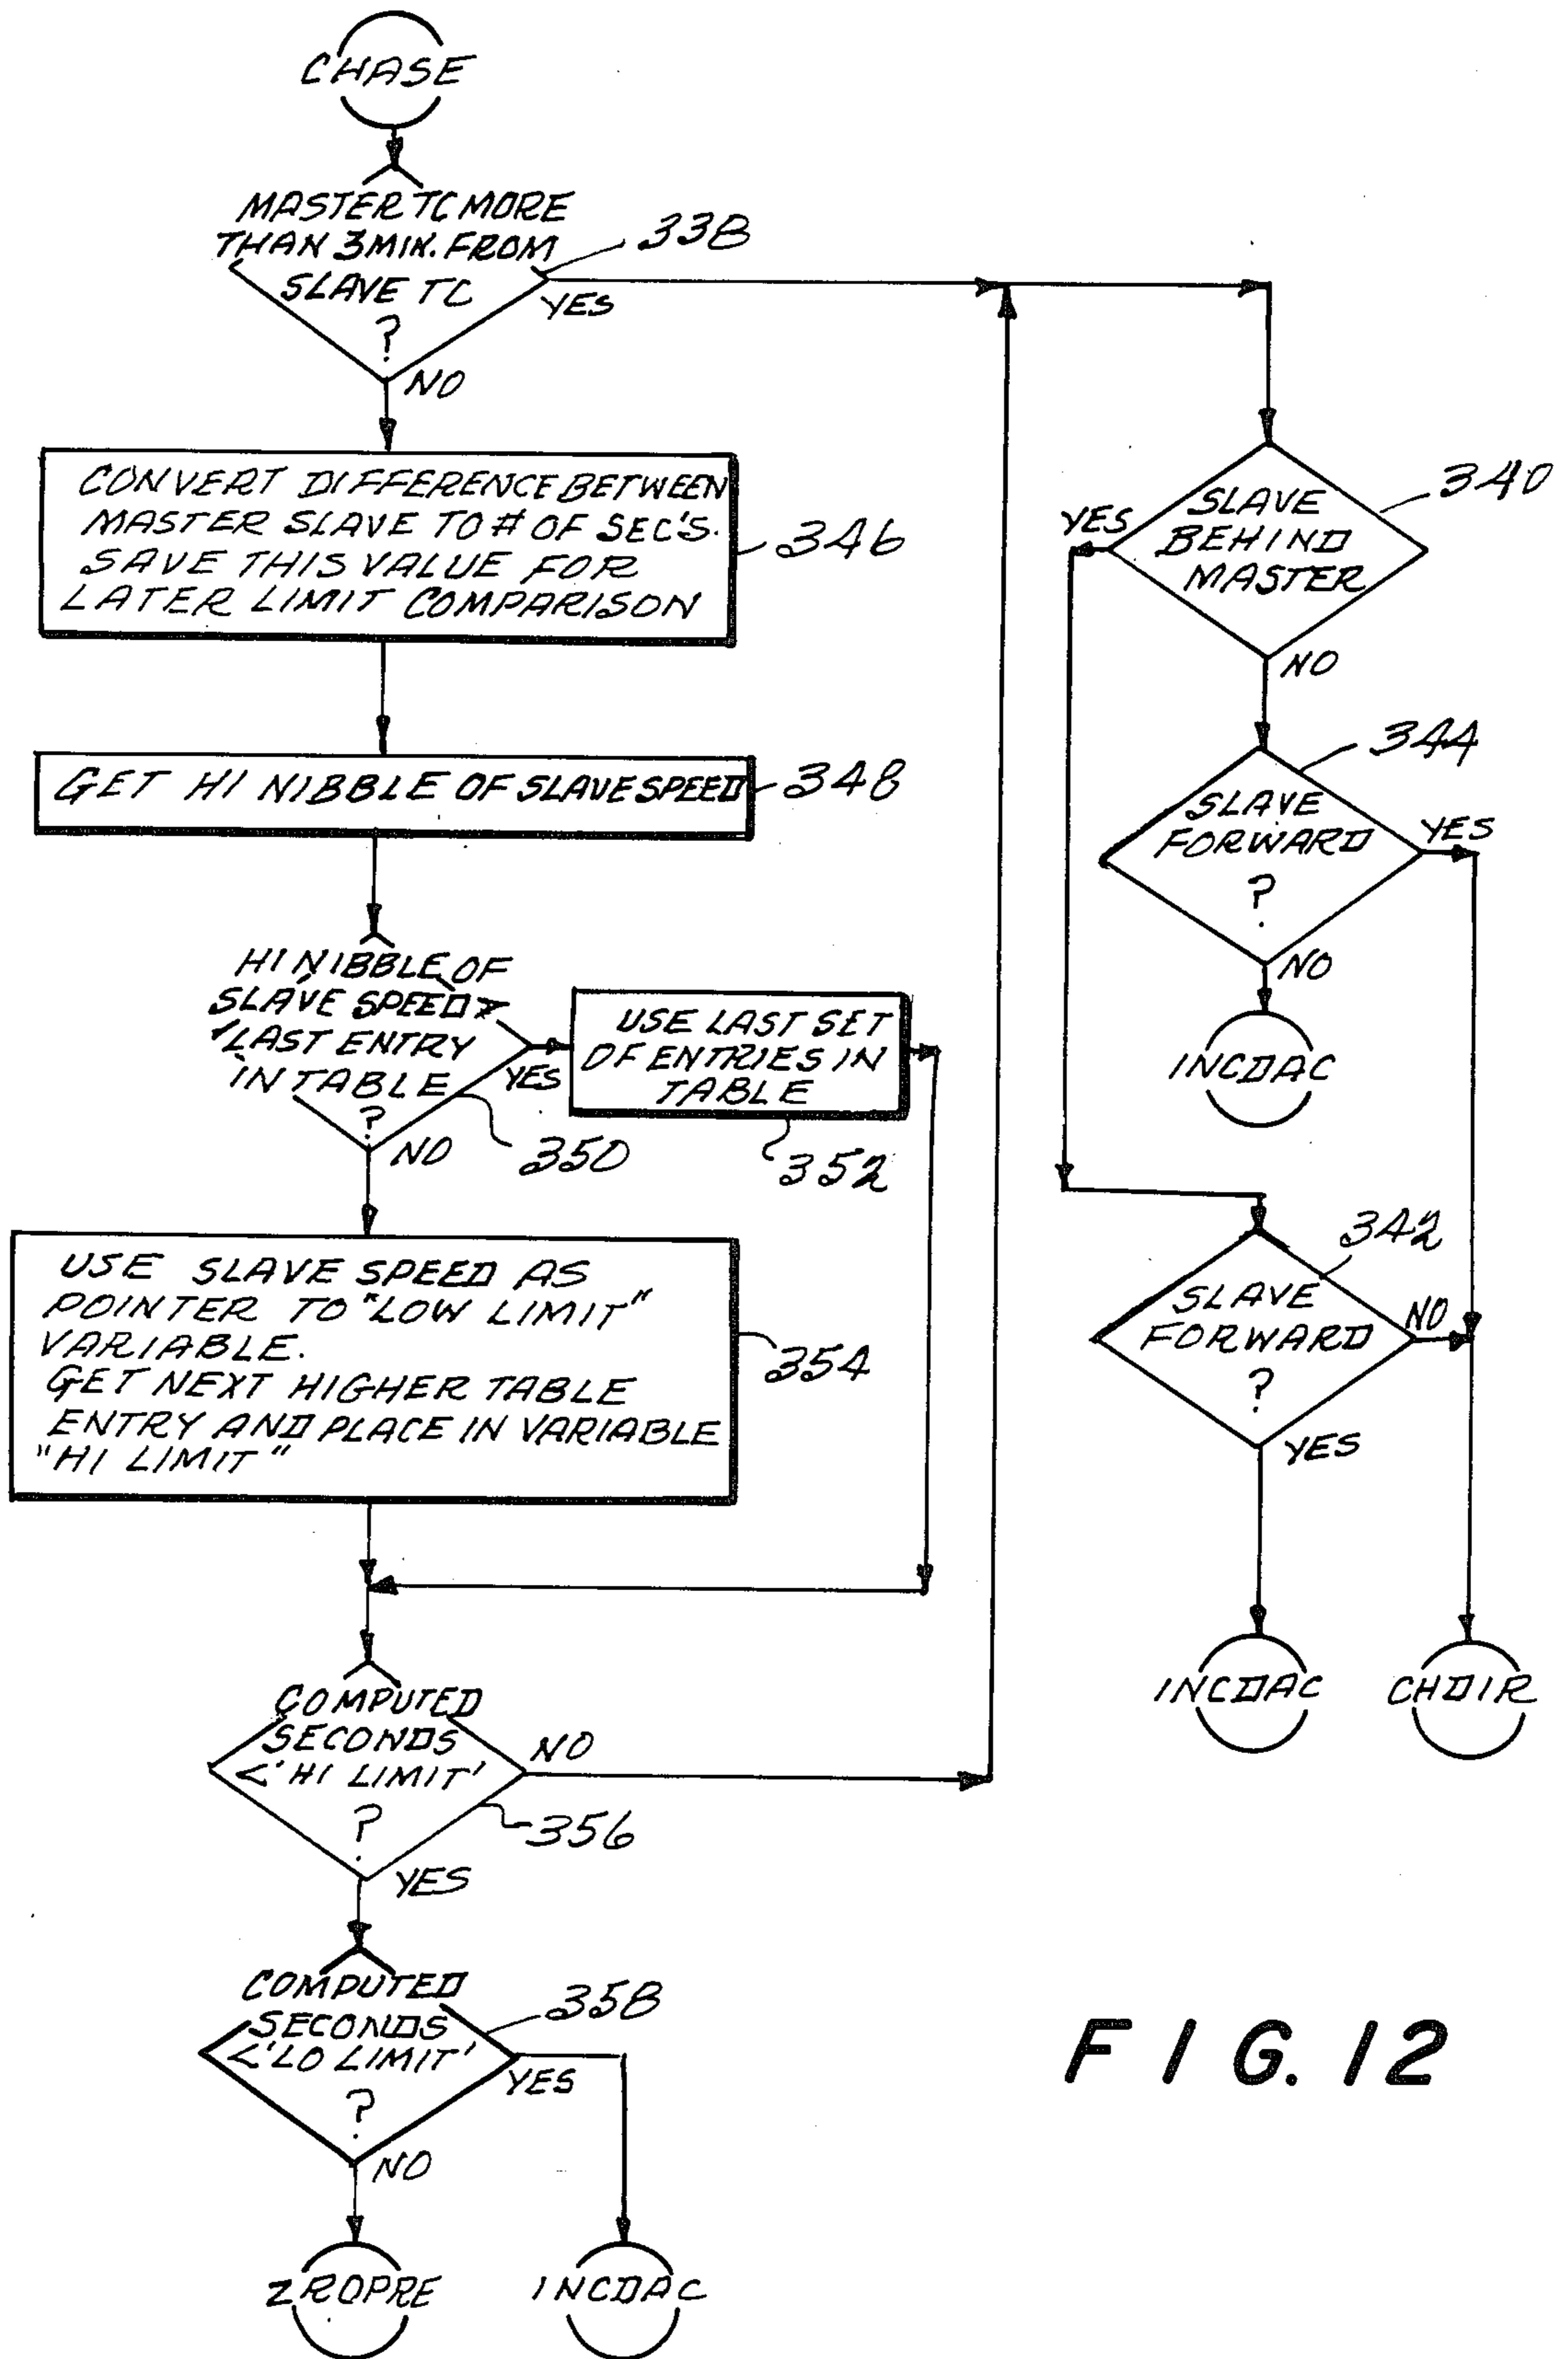 CHASE
MASTER TC MORE
THAN 3 MIN. FROM
SLAVE TC
?
338
YES
NO
CONVERT DIFFERENCE BETWEEN
MASTER SLAVE TO # OF SEC'S.
SAVE THIS VALUE FOR
LATER LIMIT COMPARISON
346
GET HI NIBBLE OF SLAVE SPEED
348
HI NIBBLE OF
SLAVE SPEED >
LAST ENTRY
IN TABLE
?
YES
NO
350
USE LAST SET
OF ENTRIES IN
TABLE
352
USE SLAVE SPEED AS
POINTER TO "LOW LIMIT"
VARIABLE.
GET NEXT HIGHER TABLE
ENTRY AND PLACE IN VARIABLE
"HI LIMIT"
354
COMPUTED
SECONDS
<'HI LIMIT'
?
NO
356
YES
COMPUTED
SECONDS
<'LO LIMIT'
?
358
YES
NO
ZROPRE
INCDAC
SLAVE
BEHIND
MASTER
340
YES
NO
SLAVE
FORWARD
?
344
YES
NO
INCDAC
SLAVE
FORWARD
?
342
NO
YES
INCDAC
CHDIR
FIG. 12